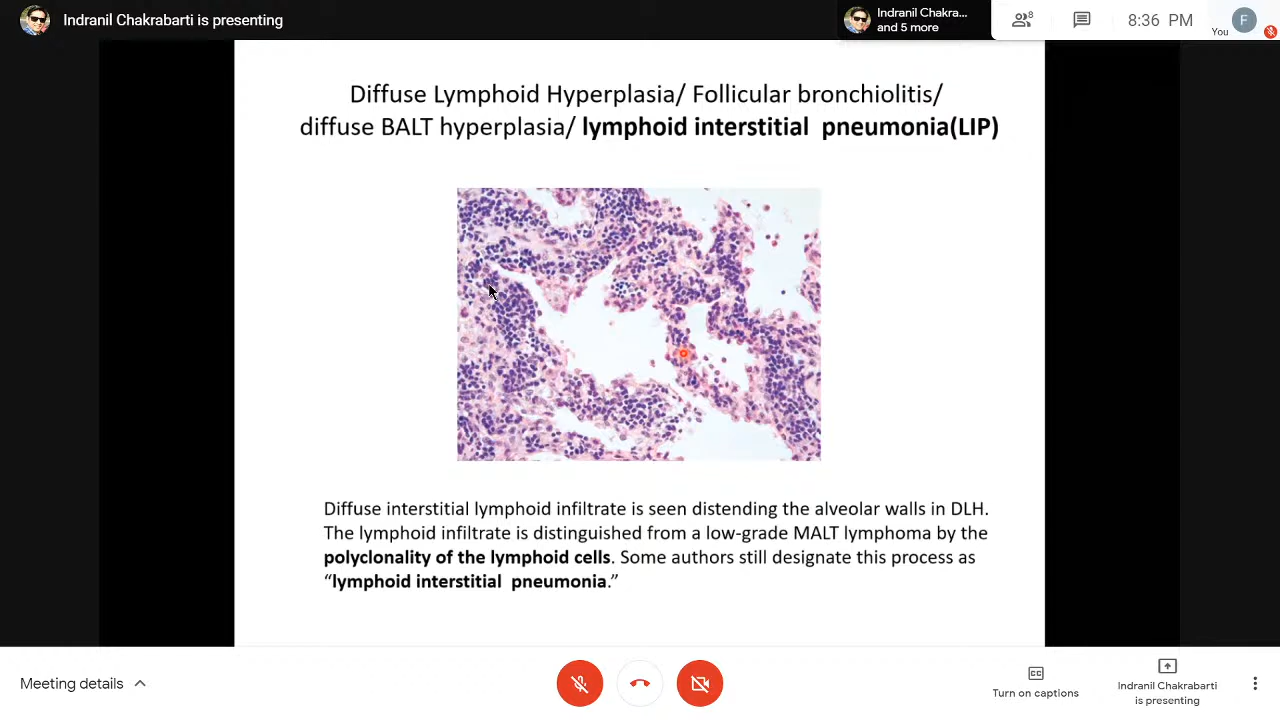 Indranil Chakrabarti is presenting
Indranil Chakra...
and 5 more
8
8:36 PM
You
F
Diffuse Lymphoid Hyperplasia/ Follicular bronchiolitis/
diffuse BALT hyperplasia/ lymphoid interstitial pneumonia(LIP)
Diffuse interstitial lymphoid infiltrate is seen distending the alveolar walls in DLH.
The lymphoid infiltrate is distinguished from a low-grade MALT lymphoma by the
polyclonality of the lymphoid cells. Some authors still designate this process as
“lymphoid interstitial pneumonia.”
Meeting details
CC
Turn on captions
Indranil Chakrabarti
is presenting